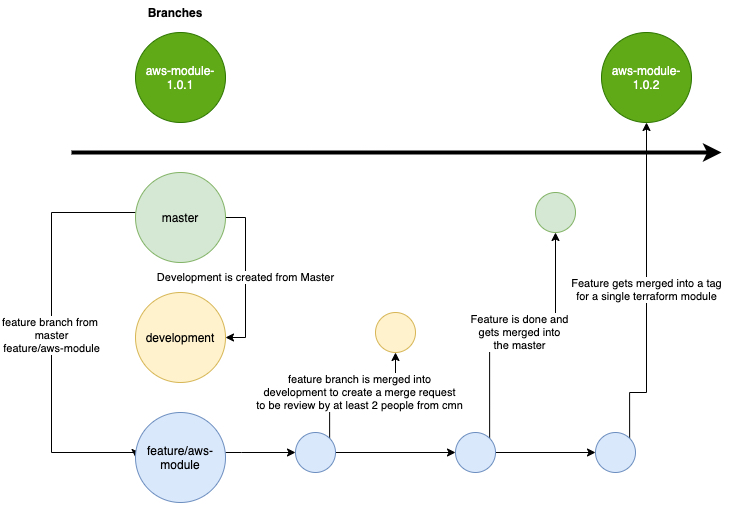 Branches
aws-module-
1.0.1
aws-module-
1.0.2
master
Development is created from Master
Feature gets merged into a tag
for a single terraform module
feature branch from
master
feature/aws-module
development
Feature is done and
gets merged into
the master
feature branch is merged into
development to create a merge request
to be review by at least 2 people from cmn
feature/aws-
module